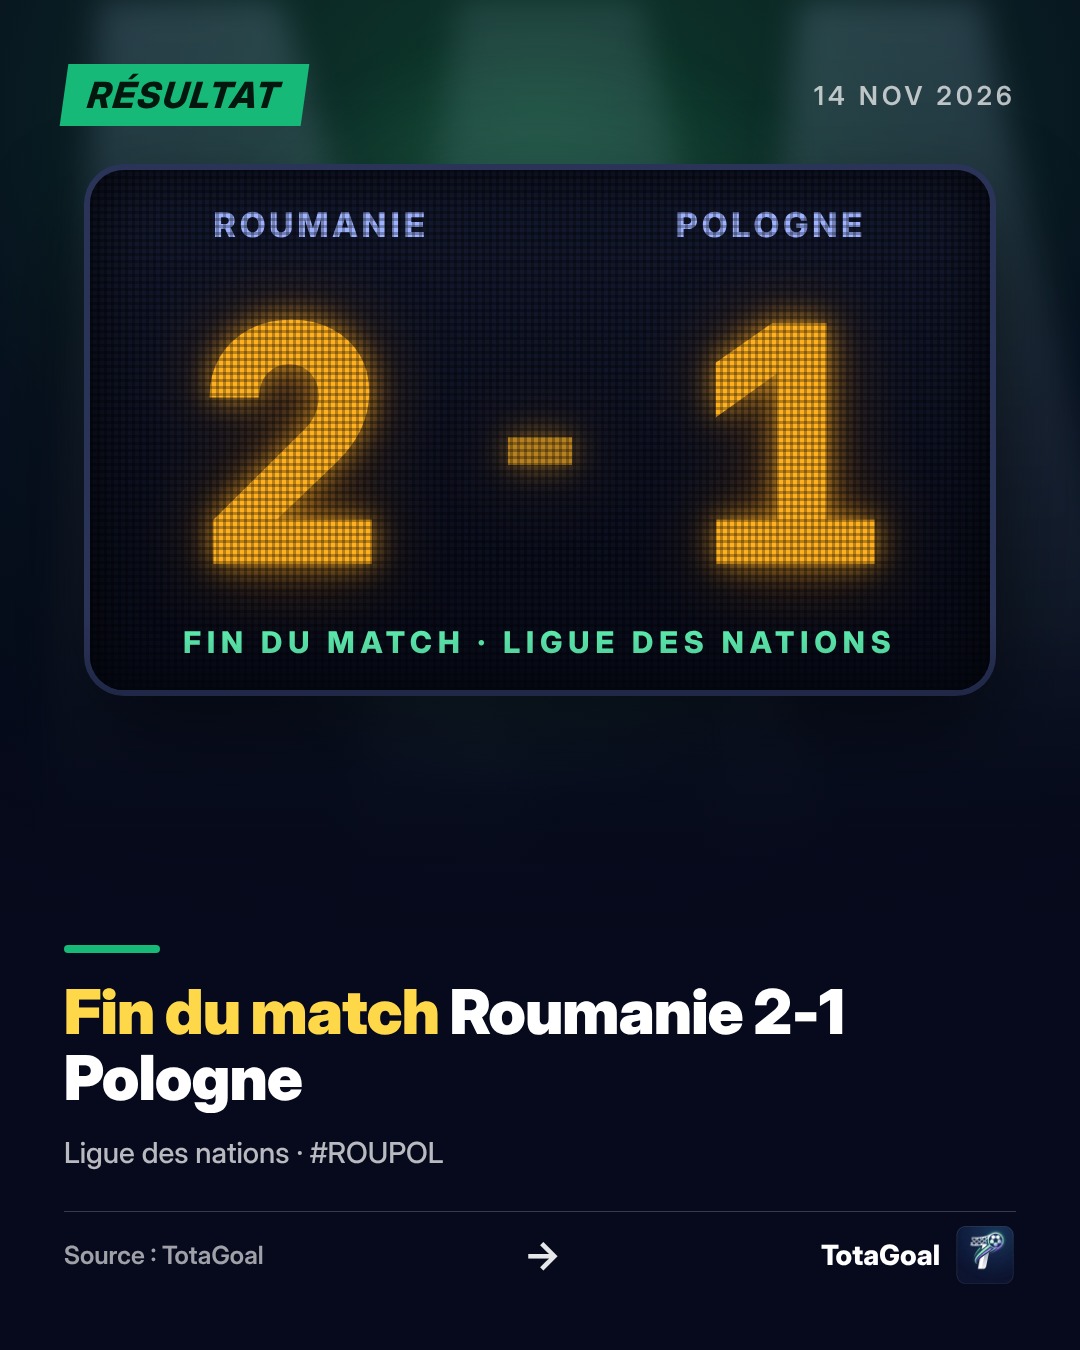 RÉSULTAT
14 NOV 2026
ROUMANIE
POLOGNE
2 - 1
FIN DU MATCH · LIGUE DES NATIONS
Fin du match Roumanie 2-1
Pologne
Ligue des nations · #ROUPOL
Source : TotaGoal
→
TotaGoal